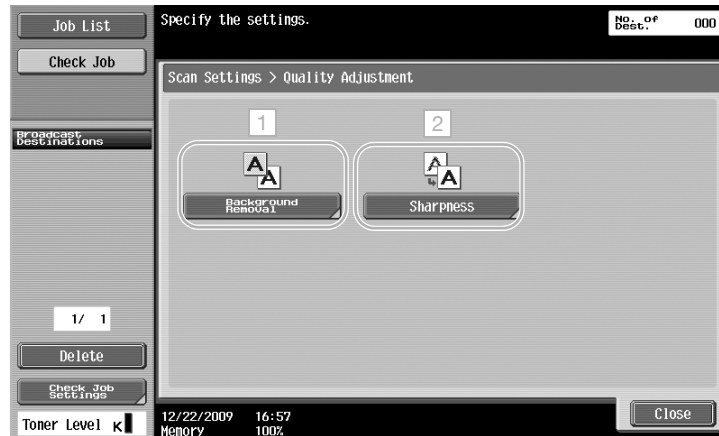 Job List
Specify the settings.
No. of
Dest.
000
Check Job
Scan Settings > Quality Adjustment
1
2
Broadcast
Destinations
A
A
A
A
Background
Removal
Sharpness
1/ 1
Delete
Check Job
Settings
Toner Level K
12/22/2009 16:57
Memory 100%
Close